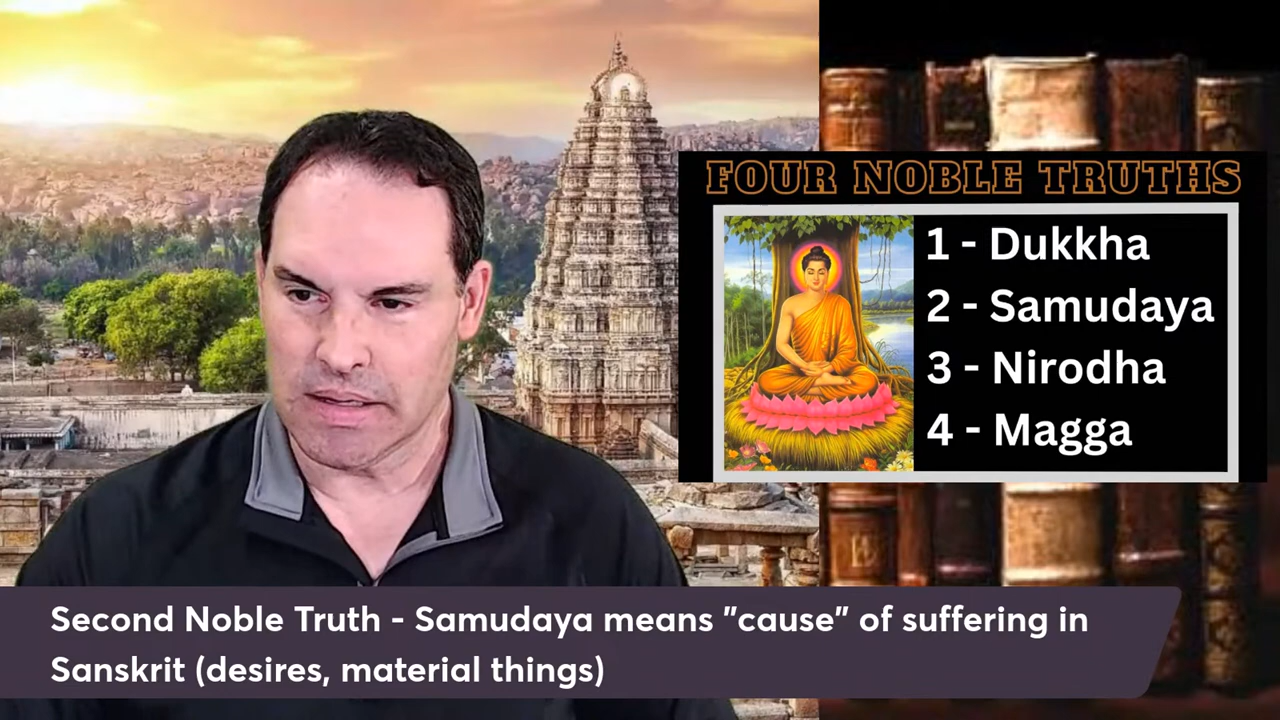 FOUR NOBLE TRUTHS
1 - Dukkha
2 - Samudaya
3 - Nirodha
4 - Magga
Second Noble Truth - Samudaya means "cause" of suffering in
Sanskrit (desires, material things)